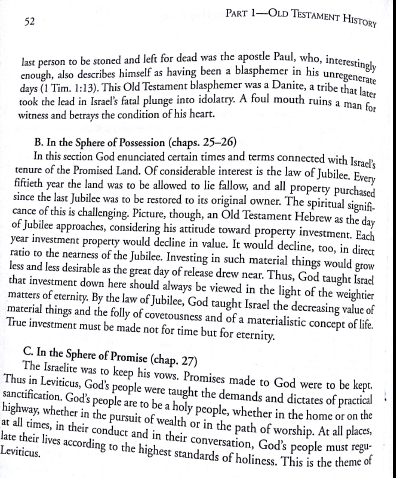 52
PART 1—OLD TESTAMENT HISTORY
last person to be stoned and left for dead was the apostle Paul, who, interestingly
enough, also describes himself as having been a blasphemer in his unregenerate
days (1 Tim. 1:13). This Old Testament blasphemer was a Danite, a tribe that later
took the lead in Israel's fatal plunge into idolatry. A foul mouth ruins a man for
witness and betrays the condition of his heart.
B. In the Sphere of Possession (chaps. 25–26)
In this section God enunciated certain times and terms connected with Israel's
tenure of the Promised Land. Of considerable interest is the law of Jubilee. Every
fiftieth year the land was to be allowed to lie fallow, and all property purchased
since the last Jubilee was to be restored to its original owner. The spiritual signifi-
cance of this is challenging. Picture, though, an Old Testament Hebrew as the day
of Jubilee approaches, considering his attitude toward property investment. Each
year investment property would decline in value. It would decline, too, in direct
ratio to the nearness of the Jubilee. Investing in such material things would grow
less and less desirable as the great day of release drew near. Thus, God taught Israel
that investment down here should always be viewed in the light of the weightier
matters of eternity. By the law of Jubilee, God taught Israel the decreasing value of
material things and the folly of covetousness and of a materialistic concept of life.
True investment must be made not for time but for eternity.
C. In the Sphere of Promise (chap. 27)
The Israelite was to keep his vows. Promises made to God were to be kept.
Thus in Leviticus, God's people were taught the demands and dictates of practical
sanctification. God's people are to be a holy people, whether in the home or on the
highway, whether in the pursuit of wealth or in the path of worship. At all places,
at all times, in their conduct and in their conversation, God's people must regu-
late their lives according to the highest standards of holiness. This is the theme of
Leviticus.